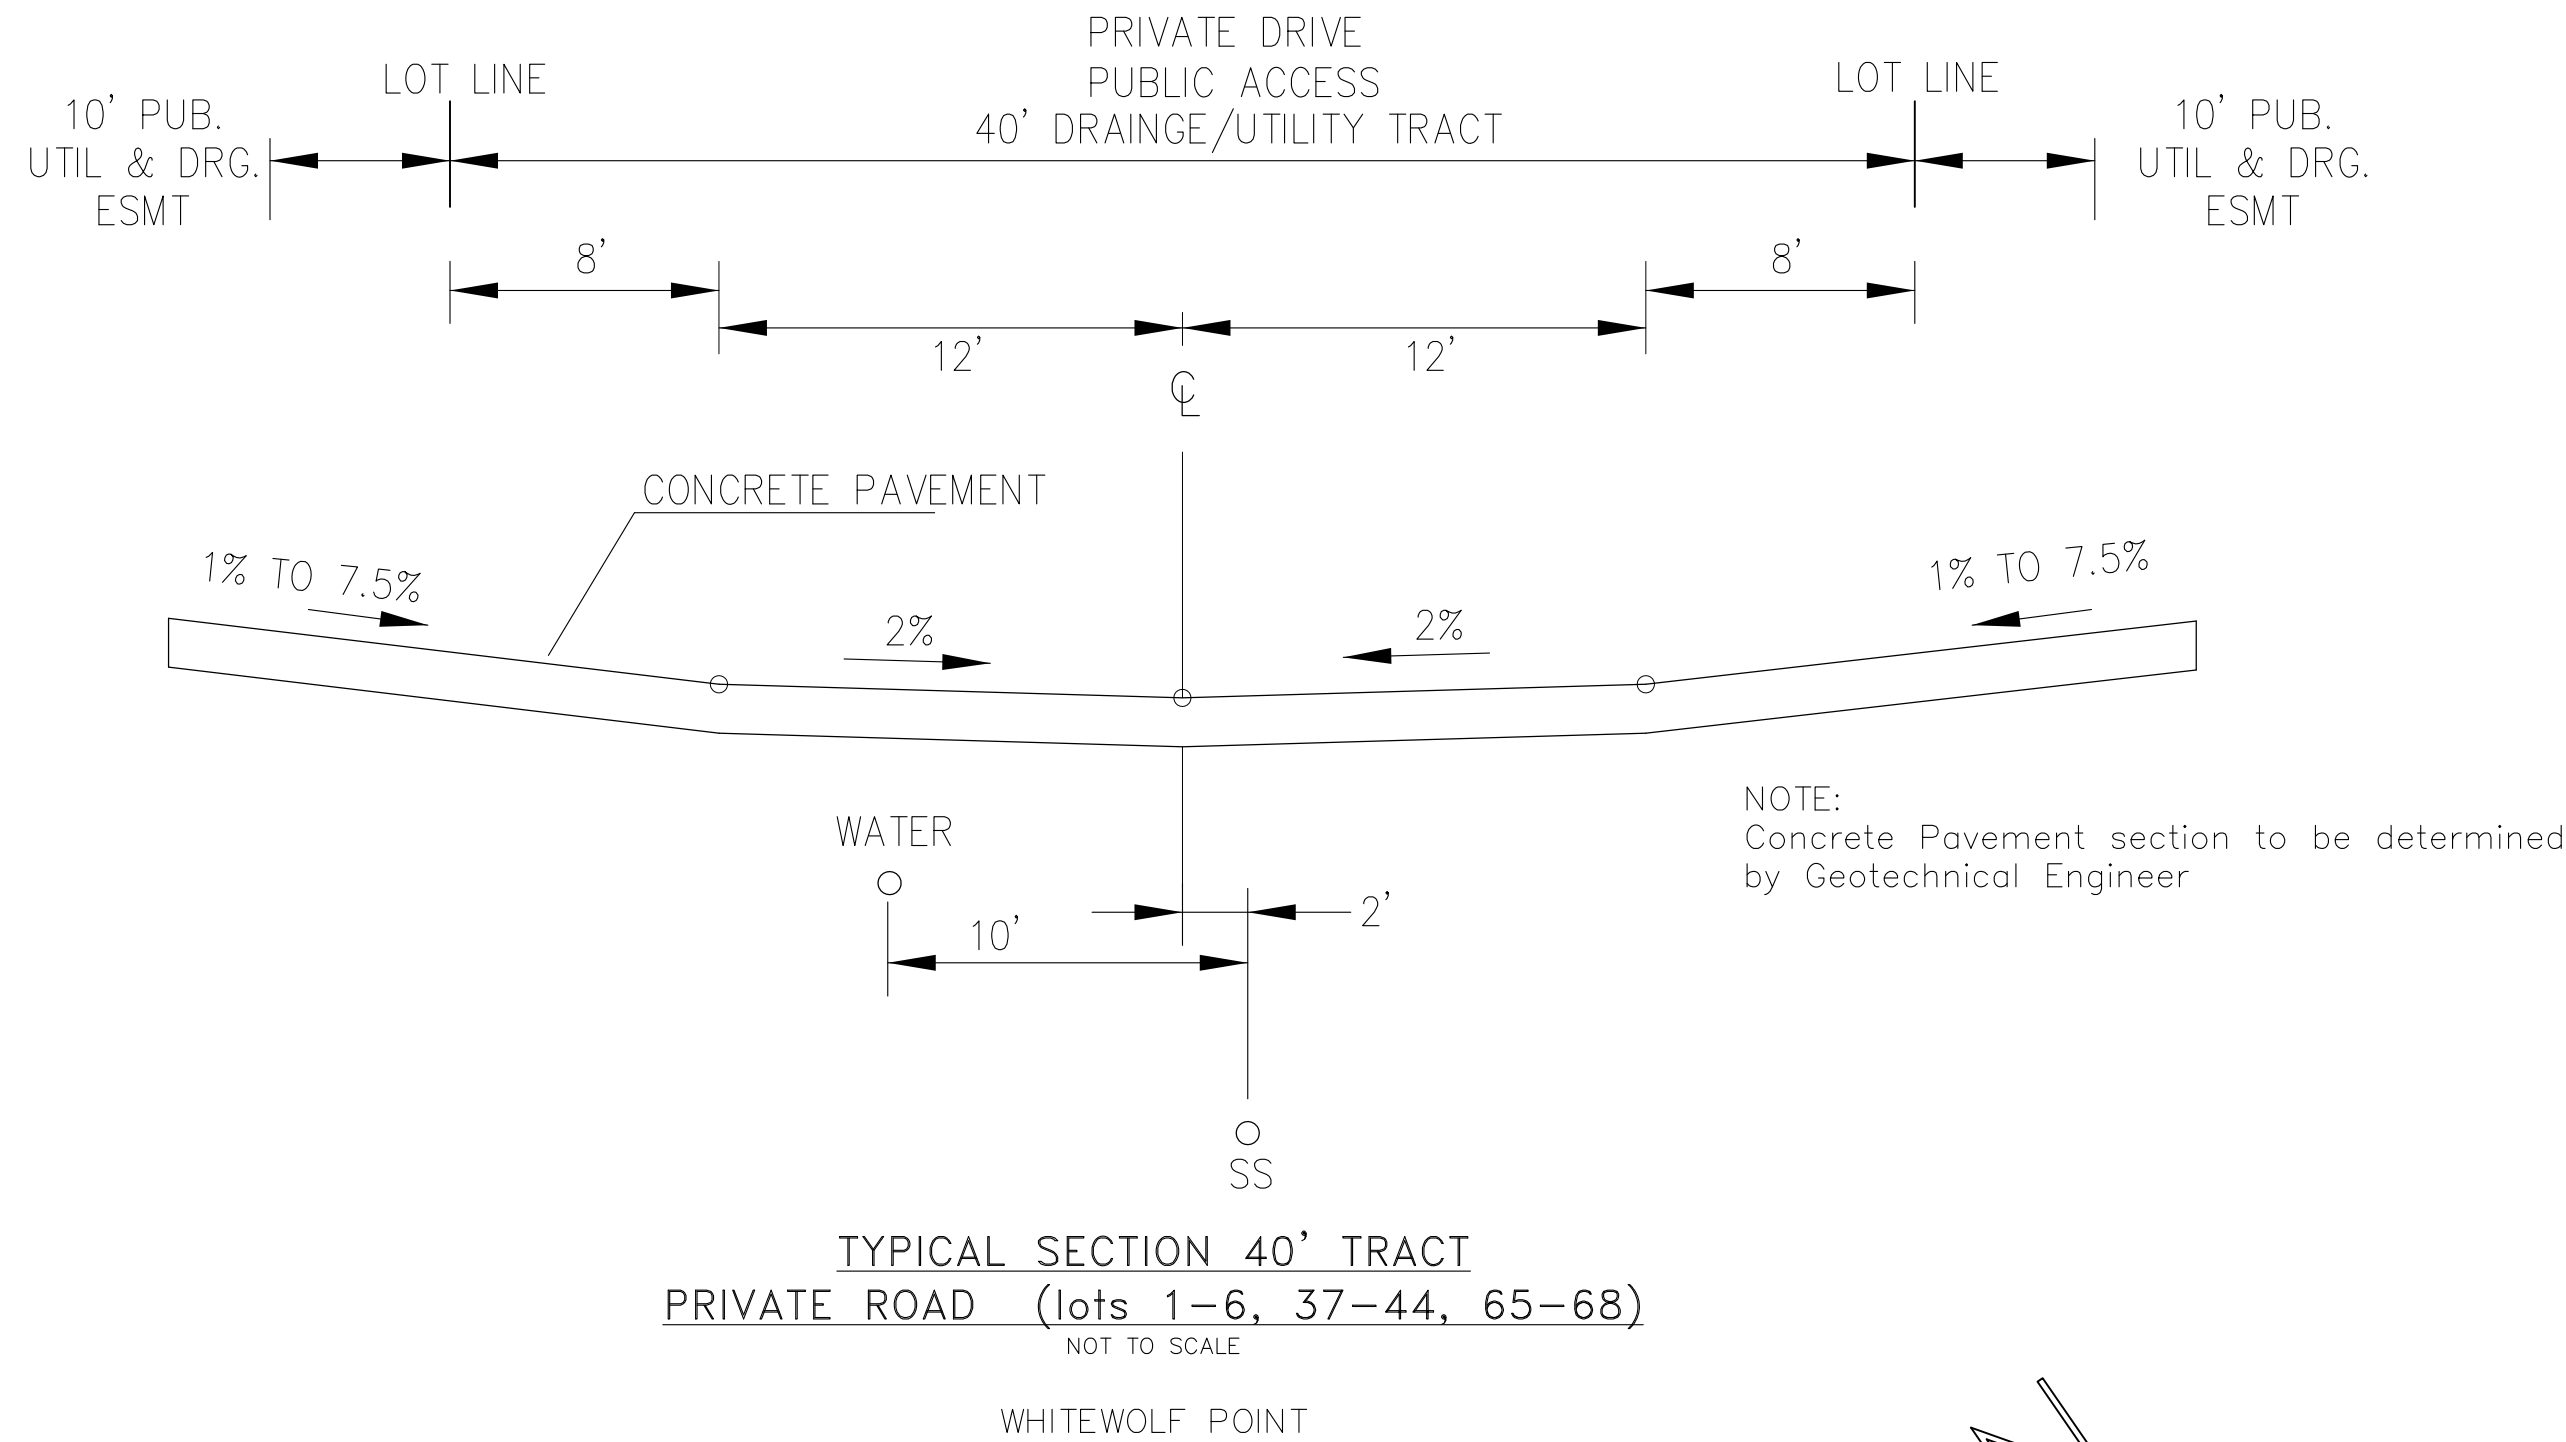 PRIVATE DRIVE
PUBLIC ACCESS
40' DRAINGE/UTILITY TRACT
LOT LINE
LOT LINE
10' PUB.
UTIL & DRG.
ESMT
10' PUB.
UTIL & DRG.
ESMT
8'
8'
12'
12'
℄
CONCRETE PAVEMENT
1% TO 7.5%
1% TO 7.5%
2%
2%
WATER
10'
2'
NOTE:
Concrete Pavement section to be determined
by Geotechnical Engineer
SS
TYPICAL SECTION 40' TRACT
PRIVATE ROAD (lots 1-6, 37-44, 65-68)
NOT TO SCALE
WHITEWOLF POINT